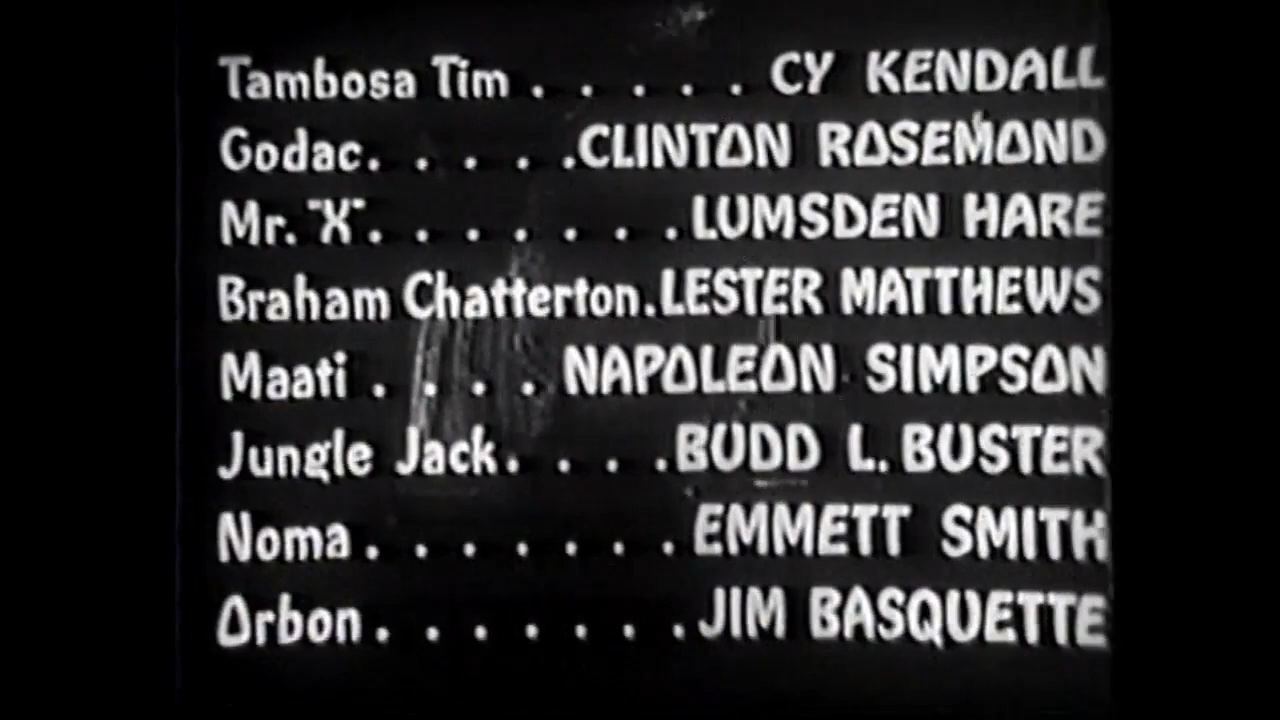 Tambosa Tim . . . . . CY KENDALL
Godac. . . . .CLINTON ROSEMOND
Mr. "X". . . . . . . .LUMSDEN HARE
Braham Chatterton.LESTER MATTHEWS
Maati . . . . NAPOLEON SIMPSON
Jungle Jack. . . .BUDD L. BUSTER
Noma . . . . . . . EMMETT SMITH
Orbon . . . . . . .JIM BASQUETTE